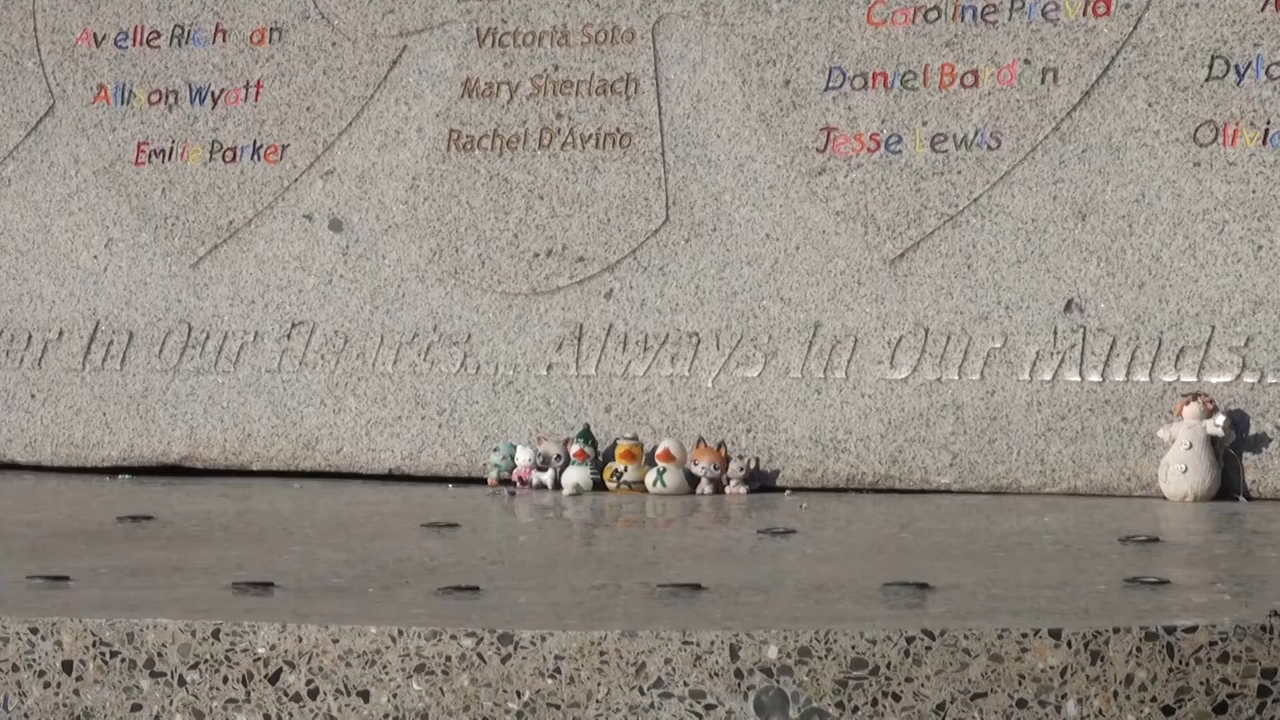 Avelle Richman
Allison Wyatt
Emilie Parker
Victoria Soto
Mary Sherlach
Rachel D'Avino
Caroline Previdi
Daniel Barden
Jesse Lewis
In Our Hearts... Always In Our Minds...